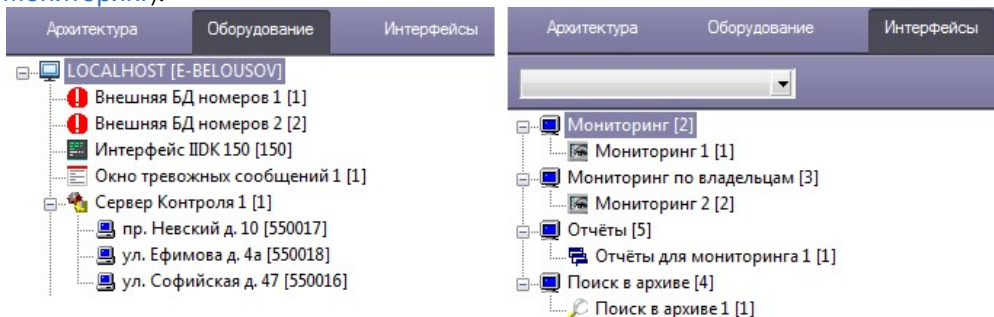 мониторинг).
Архитектура Оборудование Интерфейсы
LOCALHOST [E-BELOUSOV]
Внешняя БД номеров 1 [1]
Внешняя БД номеров 2 [2]
Интерфейс IIDK 150 [150]
Окно тревожных сообщений 1 [1]
Сервер Контроля 1 [1]
пр. Невский д. 10 [550017]
ул. Ефимова д. 4а [550018]
ул. Софийская д. 47 [550016]
Архитектура Оборудование Интерфейсы
Мониторинг [2]
Мониторинг 1 [1]
Мониторинг по владельцам [3]
Мониторинг 2 [2]
Отчёты [5]
Отчёты для мониторинга 1 [1]
Поиск в архиве [4]
Поиск в архиве 1 [1]